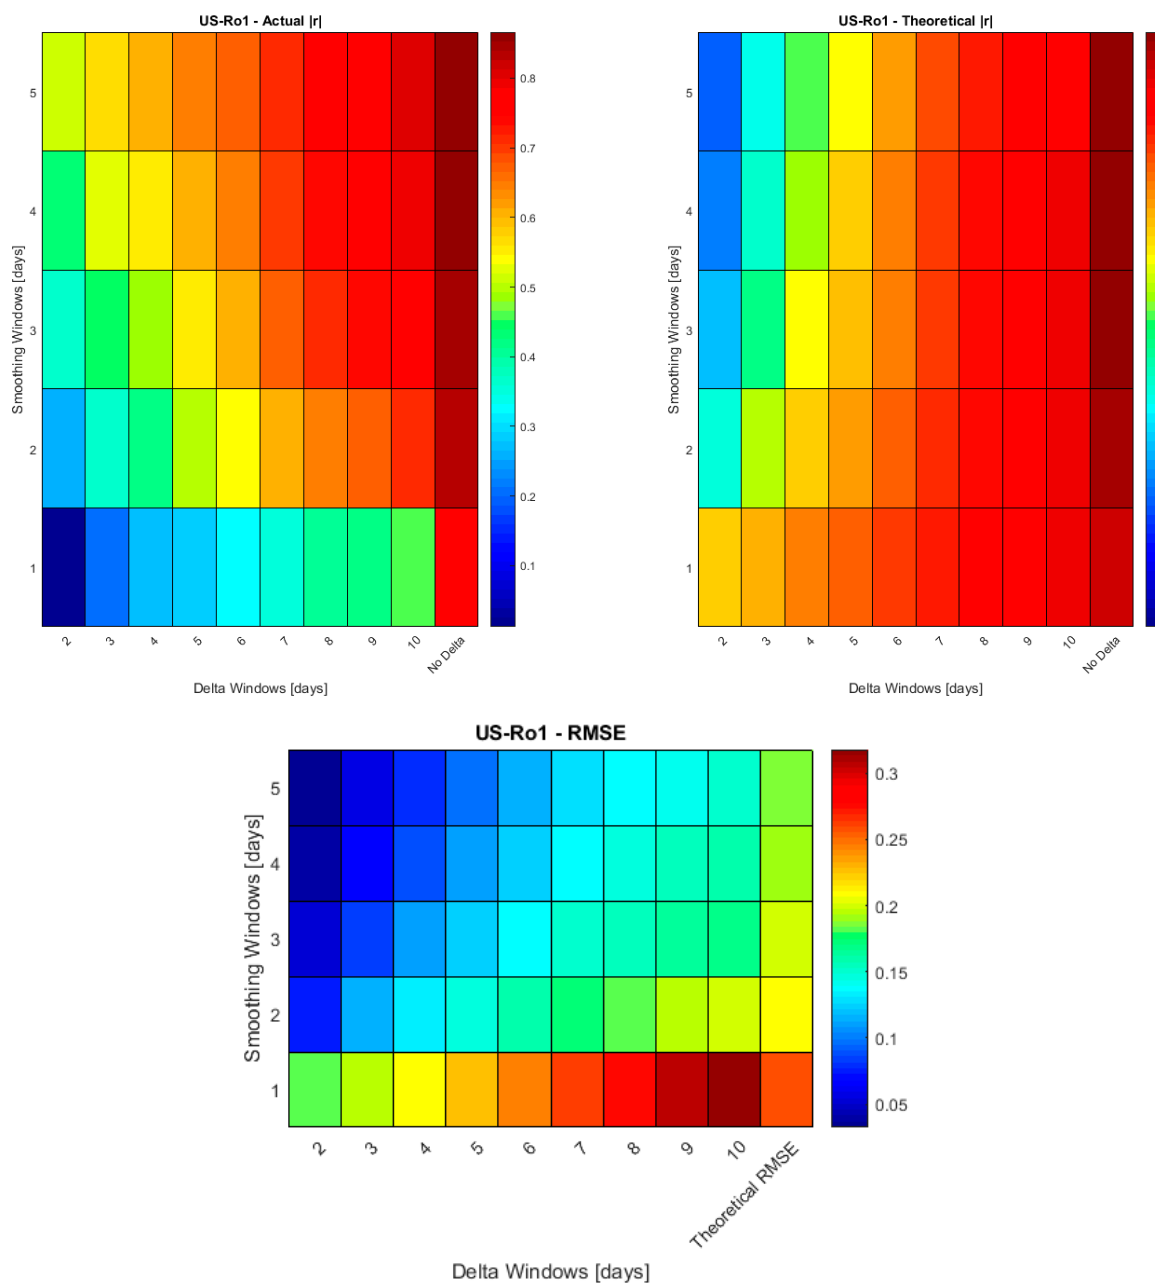 US-Ro1 - Actual |r|
Smoothing Windows [days]
5
4
3
2
1
2 3 4 5 6 7 8 9 10 No Delta
Delta Windows [days]
0.8
0.7
0.6
0.5
0.4
0.3
0.2
0.1
US-Ro1 - Theoretical |r|
Smoothing Windows [days]
5
4
3
2
1
2 3 4 5 6 7 8 9 10 No Delta
Delta Windows [days]
US-Ro1 - RMSE
Smoothing Windows [days]
5
4
3
2
1
2 3 4 5 6 7 8 9 10 Theoretical RMSE
Delta Windows [days]
0.3
0.25
0.2
0.15
0.1
0.05